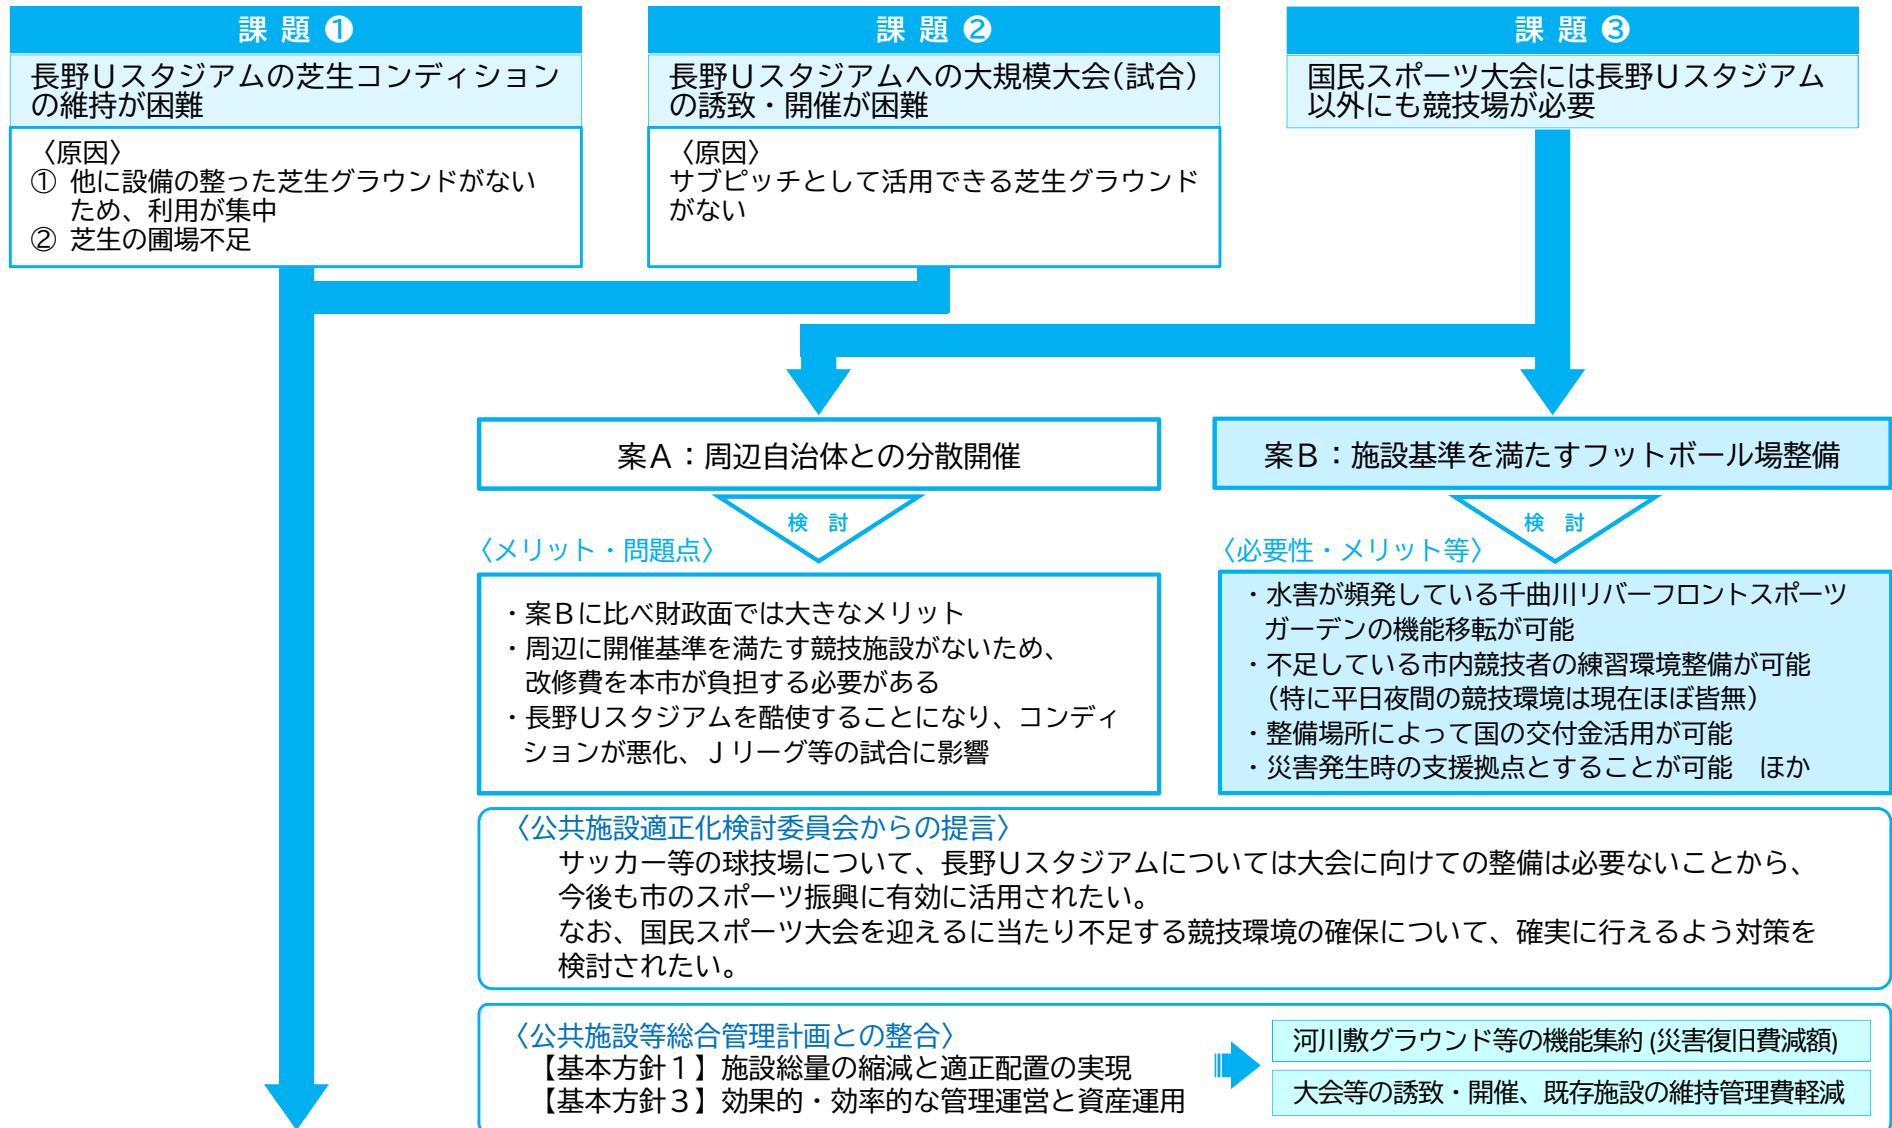 課 題 ❶
長野Uスタジアムの芝生コンディション
の維持が困難
〈原因〉
① 他に設備の整った芝生グラウンドがない
ため、利用が集中
② 芝生の圃場不足
課 題 ❷
長野Uスタジアムへの大規模大会(試合)
の誘致・開催が困難
〈原因〉
サブピッチとして活用できる芝生グラウンド
がない
課 題 ❸
国民スポーツ大会には長野Uスタジアム
以外にも競技場が必要
案A：周辺自治体との分散開催
検 討
〈メリット・問題点〉
・案Bに比べ財政面では大きなメリット
・周辺に開催基準を満たす競技施設がないため、
改修費を本市が負担する必要がある
・長野Uスタジアムを酷使することになり、コンディ
ションが悪化、Jリーグ等の試合に影響
案B：施設基準を満たすフットボール場整備
検 討
〈必要性・メリット等〉
・水害が頻発している千曲川リバーフロントスポーツ
ガーデンの機能移転が可能
・不足している市内競技者の練習環境整備が可能
（特に平日夜間の競技環境は現在ほぼ皆無）
・整備場所によって国の交付金活用が可能
・災害発生時の支援拠点とすることが可能　ほか
〈公共施設適正化検討委員会からの提言〉
サッカー等の球技場について、長野Uスタジアムについては大会に向けての整備は必要ないことから、
今後も市のスポーツ振興に有効に活用されたい。
なお、国民スポーツ大会を迎えるに当たり不足する競技環境の確保について、確実に行えるよう対策を
検討されたい。
〈公共施設等総合管理計画との整合〉
【基本方針１】施設総量の縮減と適正配置の実現
【基本方針３】効果的・効率的な管理運営と資産運用
河川敷グラウンド等の機能集約 (災害復旧費減額)
大会等の誘致・開催、既存施設の維持管理費軽減